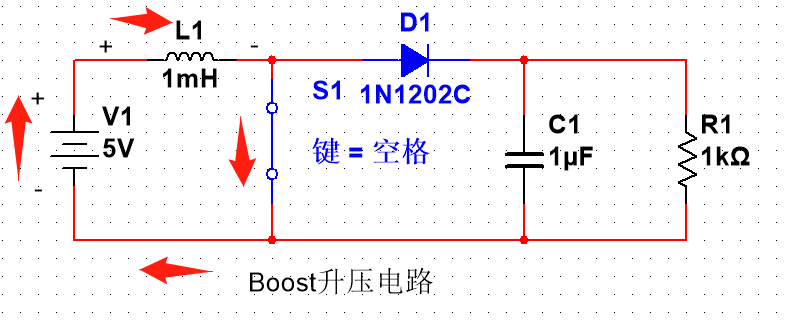 D1
L1
+
-
1mH
S1
1N1202C
+
V1
5V
-
键 = 空格
C1
1μF
R1
1kΩ
Boost升压电路